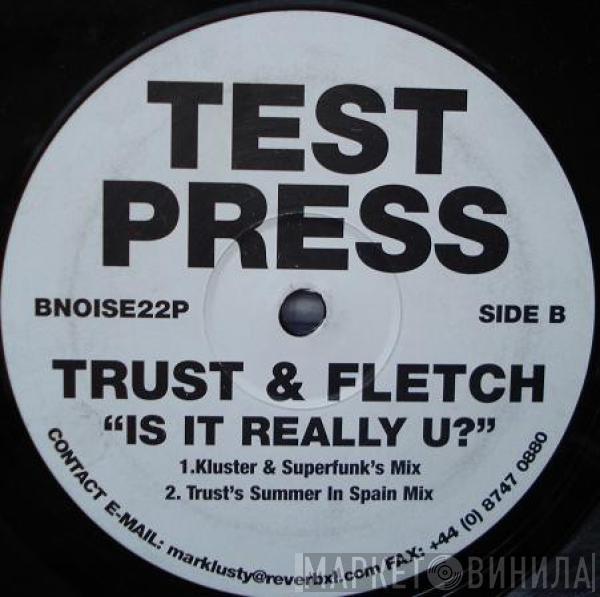 TEST
PRESS
BNOISE22P
SIDE B
TRUST & FLETCH
"IS IT REALLY U?"
1.Kluster & Superfunk's Mix
2. Trust's Summer In Spain Mix
CONTACT E-MAIL: marklusty@reverbxl.com FAX: +44 (0) 8747 0880
МАРКЕТ ВИНИЛА